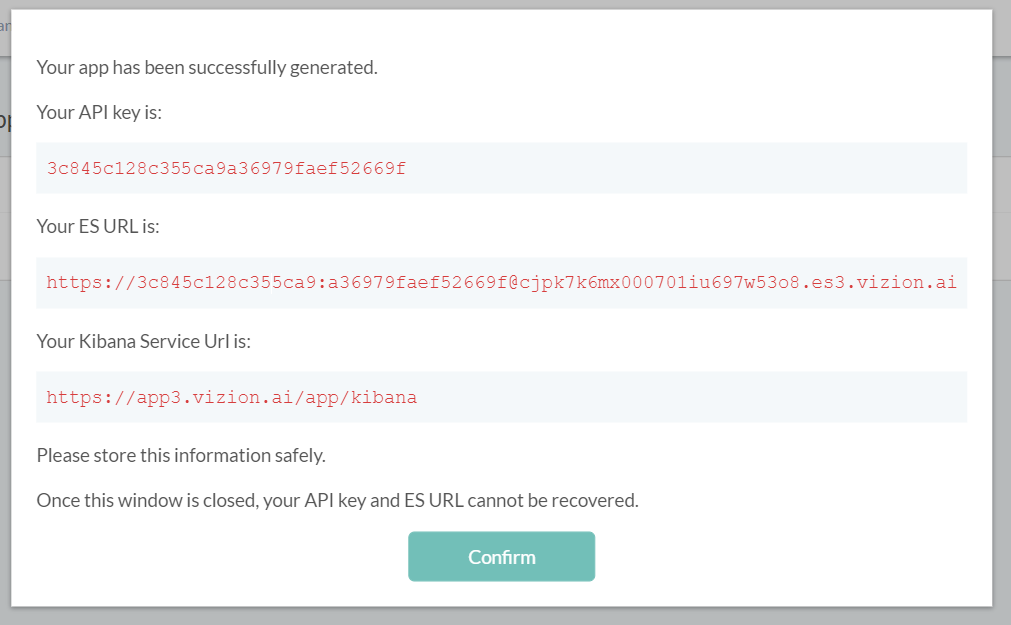 Your app has been successfully generated.
Your API key is:
3c845c128c355ca9a36979faef52669f
Your ES URL is:
https://3c845c128c355ca9:a36979faef52669f@cjpk7k6mx000701iu697w53o8.es3.vizion.ai
Your Kibana Service Url is:
https://app3.vizion.ai/app/kibana
Please store this information safely.
Once this window is closed, your API key and ES URL cannot be recovered.
Confirm